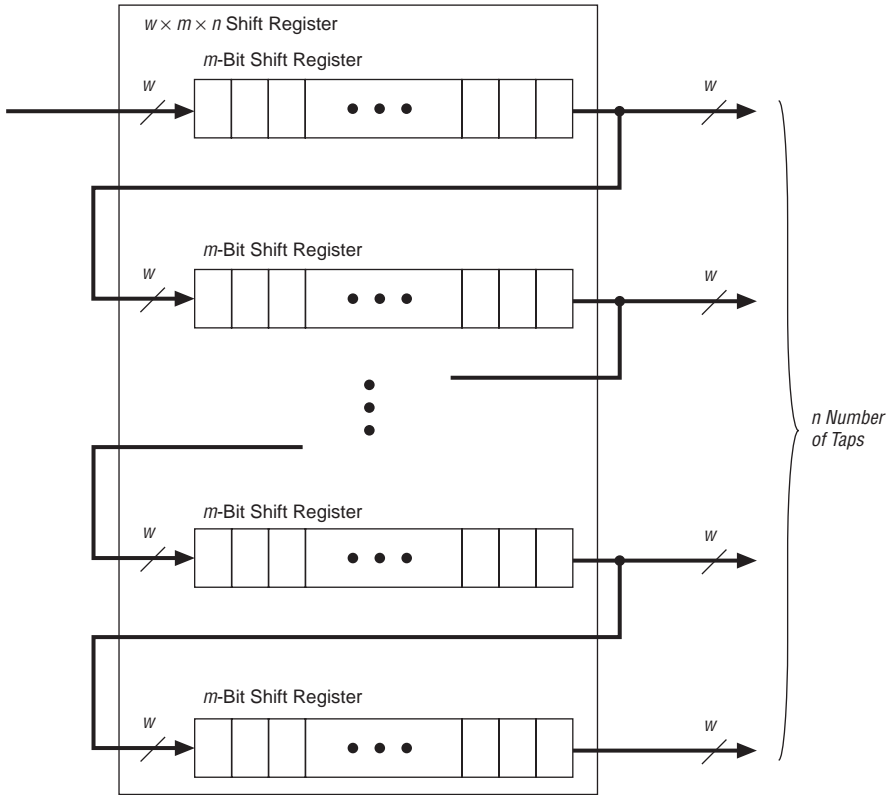 w × m × n Shift Register
m-Bit Shift Register
w
w
m-Bit Shift Register
w
w
n Number
of Taps
m-Bit Shift Register
w
w
m-Bit Shift Register
w
w